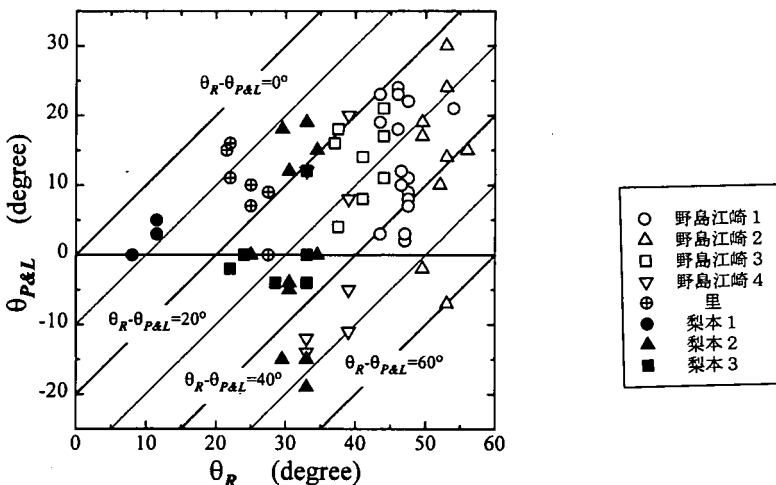 30
20
10
0
-10
-20
θP&L (degree)
θR-θP&L=0°
θR-θP&L=20°
θR-θP&L=40°
θR-θP&L=60°
0 10 20 30 40 50 60
θR (degree)
野島江崎1
野島江崎2
野島江崎3
野島江崎4
里
梨本1
梨本2
梨本3